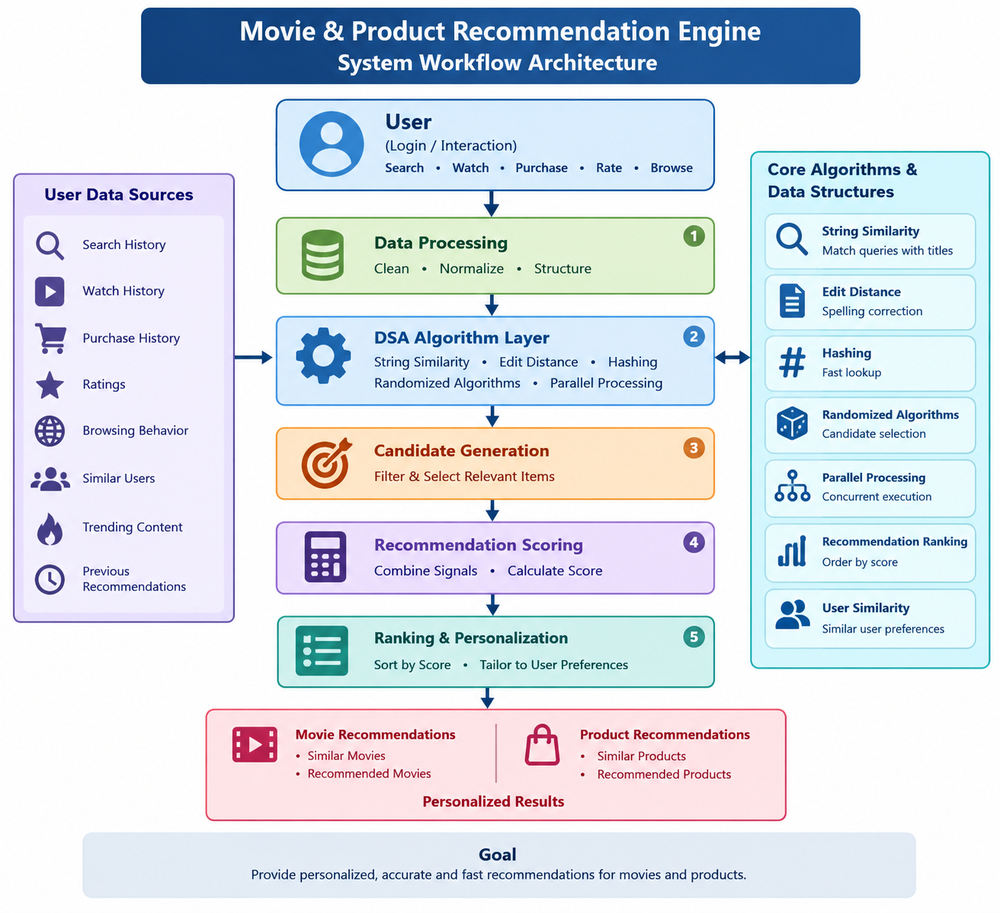 Movie & Product Recommendation Engine
System Workflow Architecture
User
(Login / Interaction)
Search • Watch • Purchase • Rate • Browse
User Data Sources
Search History
Watch History
Purchase History
Ratings
Browsing Behavior
Similar Users
Trending Content
Previous
Recommendations
Data Processing
1
Clean • Normalize • Structure
DSA Algorithm Layer
2
String Similarity • Edit Distance • Hashing
Randomized Algorithms • Parallel Processing
Candidate Generation
3
Filter & Select Relevant Items
Recommendation Scoring
4
Combine Signals • Calculate Score
Ranking & Personalization
5
Sort by Score • Tailor to User Preferences
Core Algorithms &
Data Structures
String Similarity
Match queries with titles
Edit Distance
Spelling correction
Hashing
Fast lookup
Randomized Algorithms
Candidate selection
Parallel Processing
Concurrent execution
Recommendation Ranking
Order by score
User Similarity
Similar user preferences
Movie Recommendations
• Similar Movies
• Recommended Movies
Product Recommendations
• Similar Products
• Recommended Products
Personalized Results
Goal
Provide personalized, accurate and fast recommendations for movies and products.